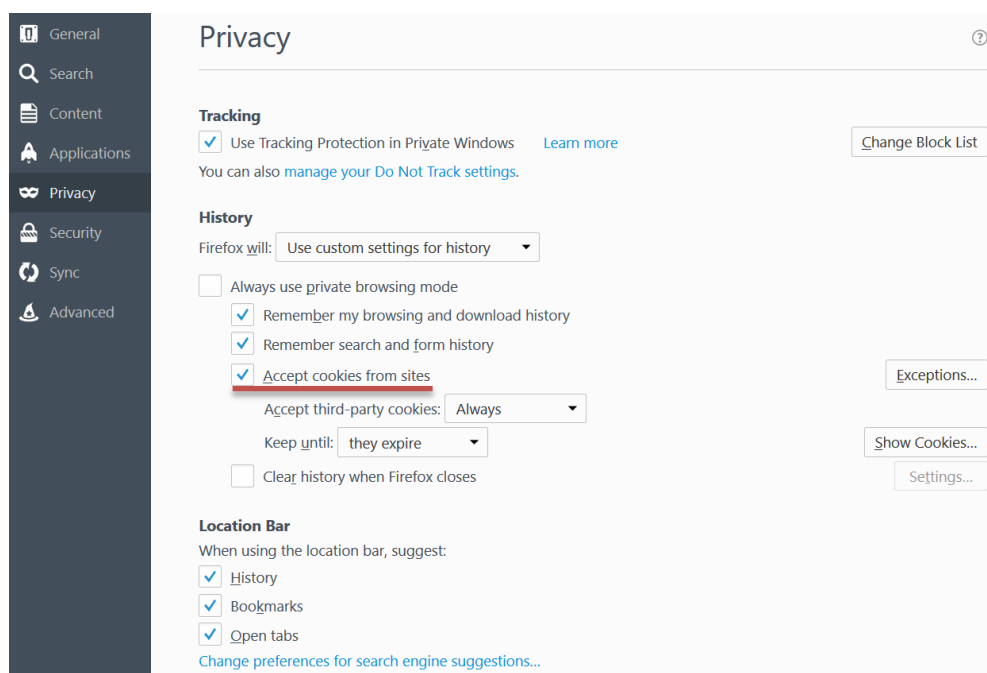 General
Search
Content
Applications
Privacy
Security
Sync
Advanced
Privacy
Tracking
Use Tracking Protection in Private Windows Learn more Change Block List
You can also manage your Do Not Track settings.
History
Firefox will: Use custom settings for history
Always use private browsing mode
Remember my browsing and download history
Remember search and form history
Accept cookies from sites Exceptions...
Accept third-party cookies: Always
Keep until: they expire Show Cookies...
Clear history when Firefox closes Settings...
Location Bar
When using the location bar, suggest:
History
Bookmarks
Open tabs
Change preferences for search engine suggestions...